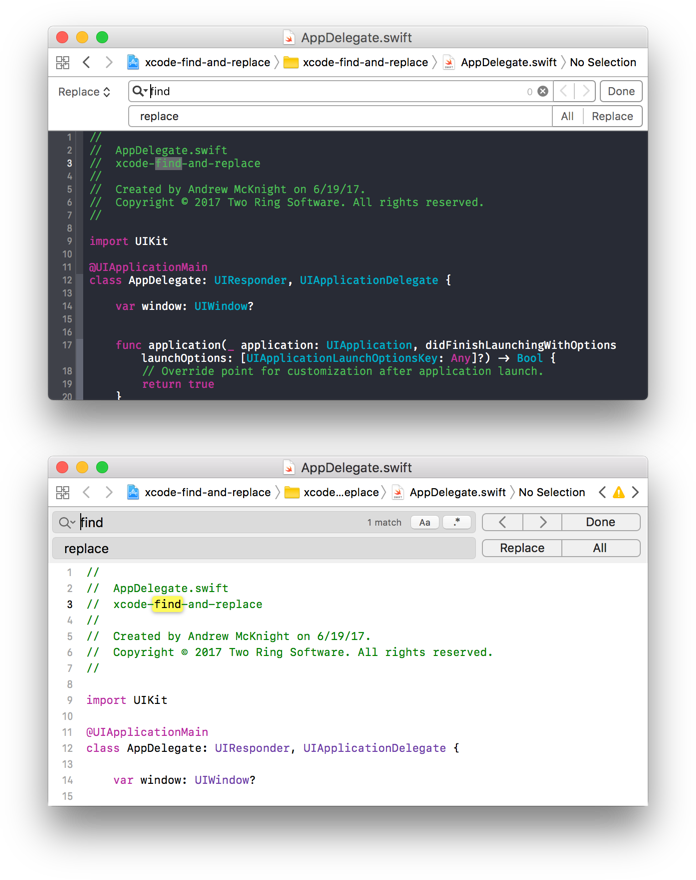 AppDelegate.swift
xcode-find-and-replace xcode-find-and-replace AppDelegate.swift No Selection
Replace find 0 Done
replace All Replace
1 //
2 //  AppDelegate.swift
3 //  xcode-find-and-replace
4 //
5 //  Created by Andrew McKnight on 6/19/17.
6 //  Copyright © 2017 Two Ring Software. All rights reserved.
7 //
8
9 import UIKit
10
11 @UIApplicationMain
12 class AppDelegate: UIResponder, UIApplicationDelegate {
13
14     var window: UIWindow?
15
16
17     func application(_ application: UIApplication, didFinishLaunchingWithOptions
launchOptions: [UIApplicationLaunchOptionsKey: Any]?) -> Bool {
18         // Override point for customization after application launch.
19         return true
20     }
AppDelegate.swift
xcode-find-and-replace xcode...eplace AppDelegate.swift No Selection
find 1 match Aa .* Done
replace Replace All
1 //
2 //  AppDelegate.swift
3 //  xcode-find-and-replace
4 //
5 //  Created by Andrew McKnight on 6/19/17.
6 //  Copyright © 2017 Two Ring Software. All rights reserved.
7 //
8
9 import UIKit
10
11 @UIApplicationMain
12 class AppDelegate: UIResponder, UIApplicationDelegate {
13
14     var window: UIWindow?
15